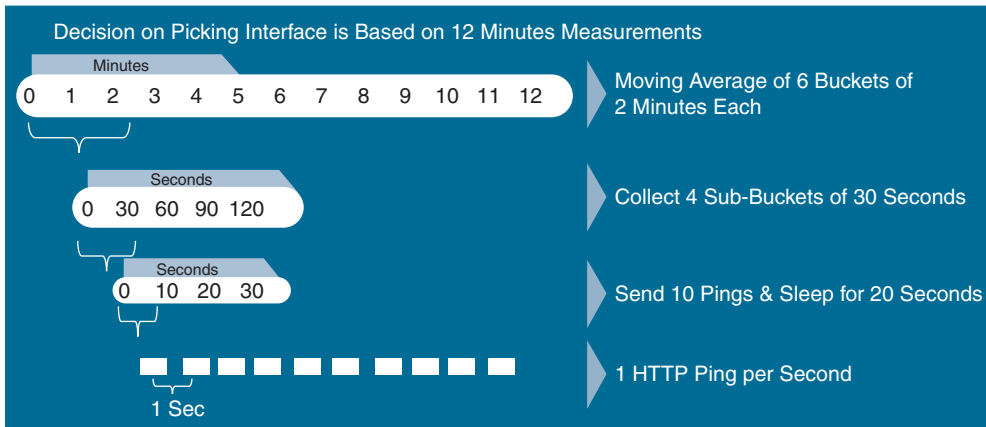 Decision on Picking Interface is Based on 12 Minutes Measurements
Minutes
0 1 2 3 4 5 6 7 8 9 10 11 12
Moving Average of 6 Buckets of
2 Minutes Each
Seconds
0 30 60 90 120
Collect 4 Sub-Buckets of 30 Seconds
Seconds
0 10 20 30
Send 10 Pings & Sleep for 20 Seconds
1 HTTP Ping per Second
1 Sec